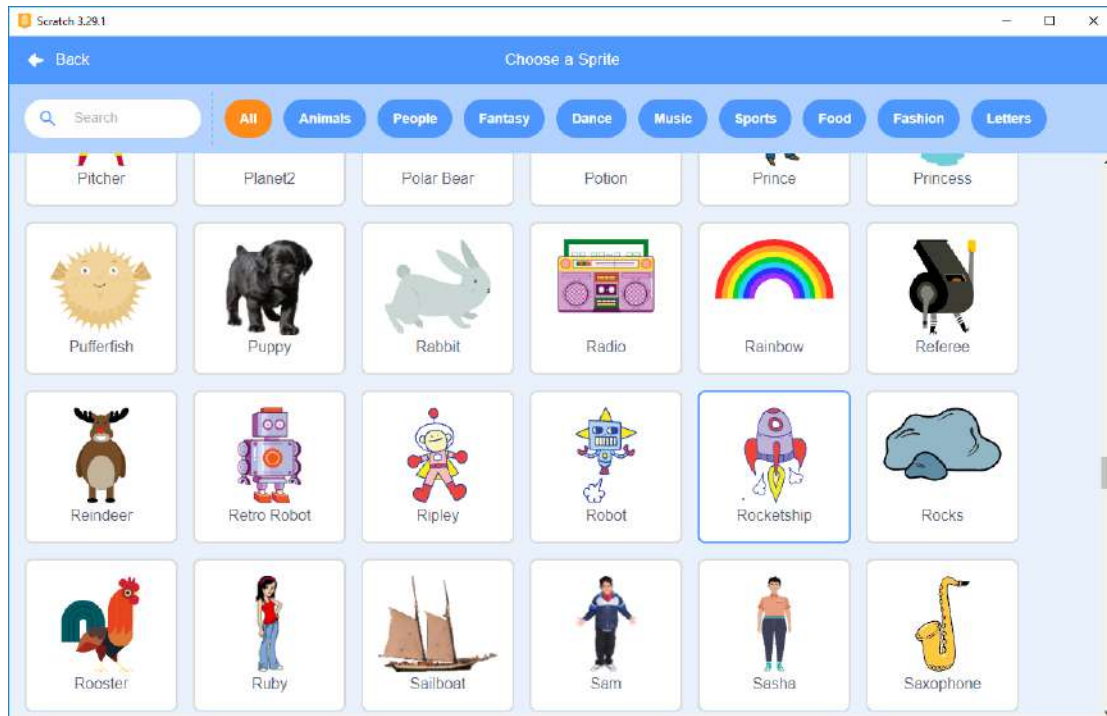 Scratch 3.29.1
Back
Choose a Sprite
Search
All Animals People Fantasy Dance Music Sports Food Fashion Letters
Pitcher Planet2 Polar Bear Potion Prince Princess
Pufferfish Puppy Rabbit Radio Rainbow Referee
Reindeer Retro Robot Ripley Robot Rocketship Rocks
Rooster Ruby Sailboat Sam Sasha Saxophone